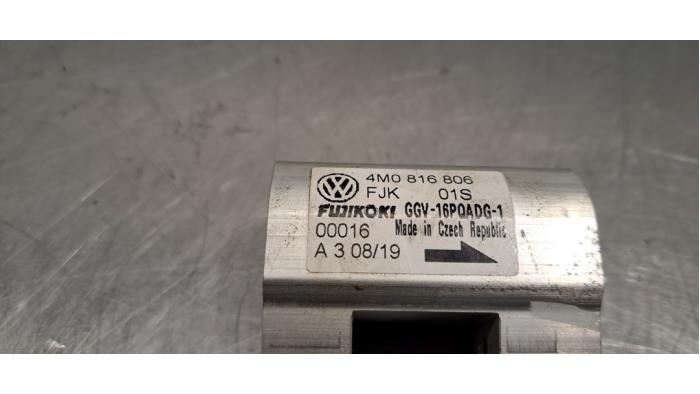 4M0 816 806
FJK 01S
FUJIKOKI GGV-16PQADG-1
00016 Made in Czech Republic
A 3 08/19